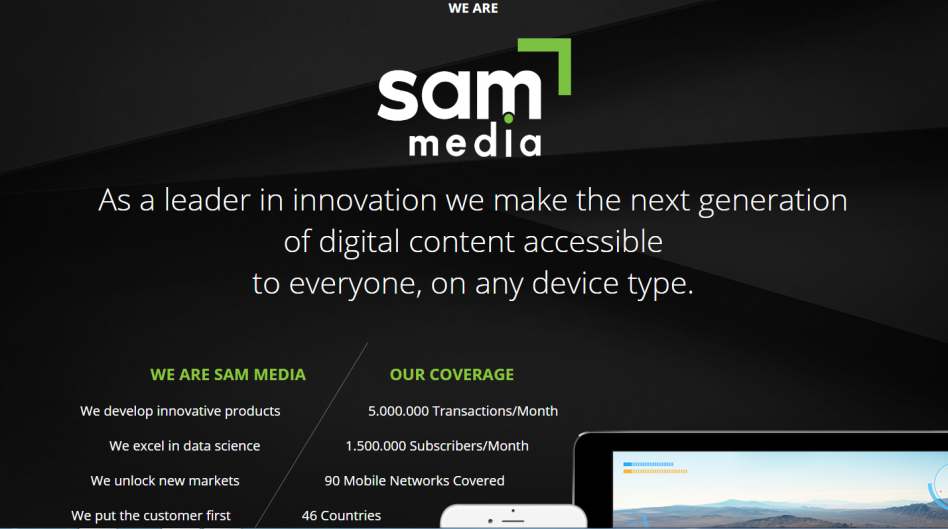 WE ARE
sam
media
As a leader in innovation we make the next generation
of digital content accessible
to everyone, on any device type.
WE ARE SAM MEDIA
We develop innovative products
We excel in data science
We unlock new markets
We put the customer first
OUR COVERAGE
5.000.000 Transactions/Month
1.500.000 Subscribers/Month
90 Mobile Networks Covered
46 Countries